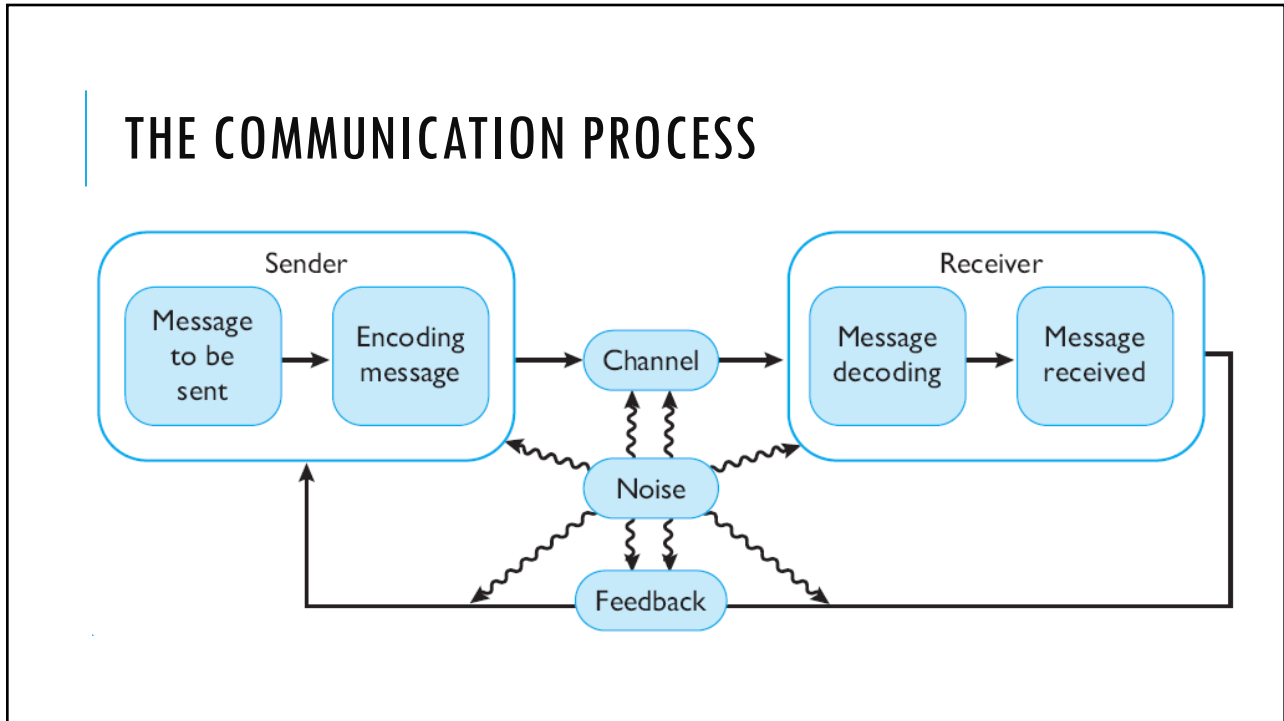 THE COMMUNICATION PROCESS
Sender
Message
to be
sent
Encoding
message
Channel
Receiver
Message
decoding
Message
received
Noise
Feedback